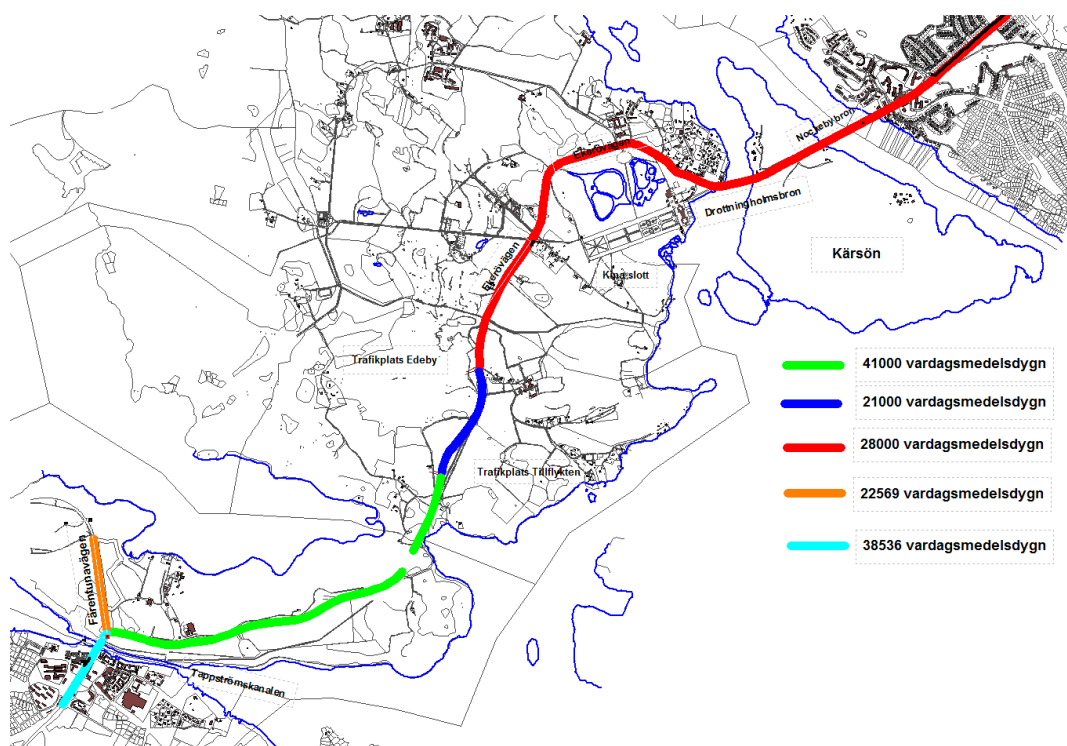 Nockebybron
Ekerövägen
Drottningholmsbron
Kärsön
Ekerövägen
Kina slott
Trafikplats Edeby
41000 vardagsmedelsdygn
21000 vardagsmedelsdygn
28000 vardagsmedelsdygn
Trafikplats Tillflykten
22569 vardagsmedelsdygn
38536 vardagsmedelsdygn
Färentunavägen
Tappströmskanalen